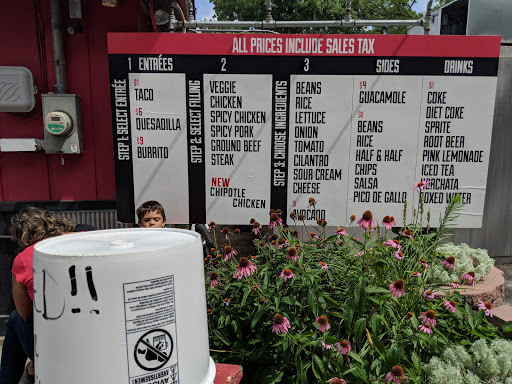 ALL PRICES INCLUDE SALES TAX
1 ENTRÉES
STEP 1: SELECT ENTRÉE
TACO
$6
QUESADILLA
$9
BURRITO
2
STEP 2: SELECT FILLING
VEGGIE
CHICKEN
SPICY CHICKEN
SPICY PORK
GROUND BEEF
STEAK
NEW
CHIPOTLE
CHICKEN
3
STEP 3: CHOOSE INGREDIENTS
BEANS
RICE
LETTUCE
ONION
TOMATO
CILANTRO
SOUR CREAM
CHEESE
AVOCADO
SIDES
$4
GUACAMOLE
BEANS
RICE
HALF & HALF
CHIPS
SALSA
PICO DE GALLO
DRINKS
COKE
DIET COKE
SPRITE
ROOT BEER
PINK LEMONADE
ICED TEA
HORCHATA
BOXED WATER
D!!